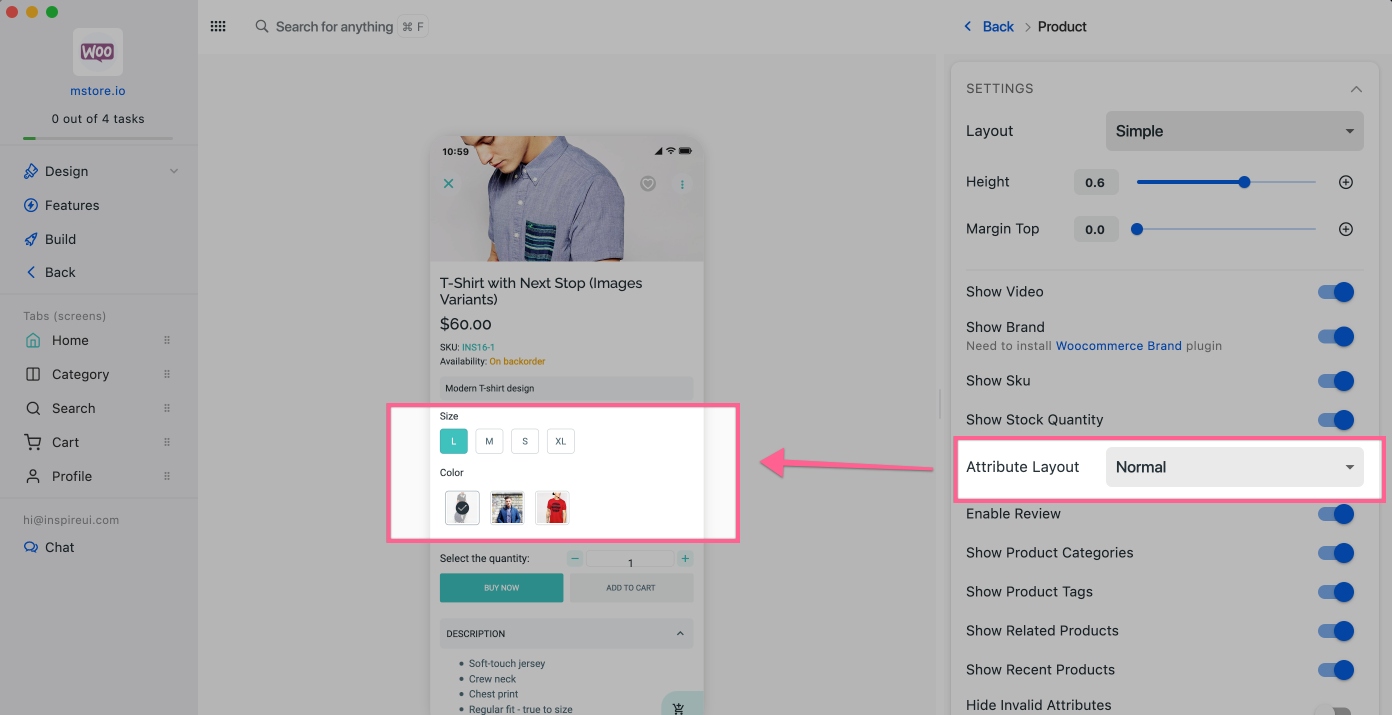 WOO
mstore.io
0 out of 4 tasks
Design
Features
Build
Back
Tabs (screens)
Home
Category
Search
Cart
Profile
hi@inspireui.com
Chat
Search for anything ⌘ F
10:59
T-Shirt with Next Stop (Images
Variants)
$60.00
SKU: INS16-1
Availability: On backorder
Modern T-shirt design
Size
L M S XL
Color
Select the quantity: − 1 +
BUY NOW ADD TO CART
DESCRIPTION
• Soft-touch jersey
• Crew neck
• Chest print
• Regular fit - true to size
Back > Product
SETTINGS
Layout Simple
Height 0.6
Margin Top 0.0
Show Video
Show Brand
Need to install Woocommerce Brand plugin
Show Sku
Show Stock Quantity
Attribute Layout Normal
Enable Review
Show Product Categories
Show Product Tags
Show Related Products
Show Recent Products
Hide Invalid Attributes